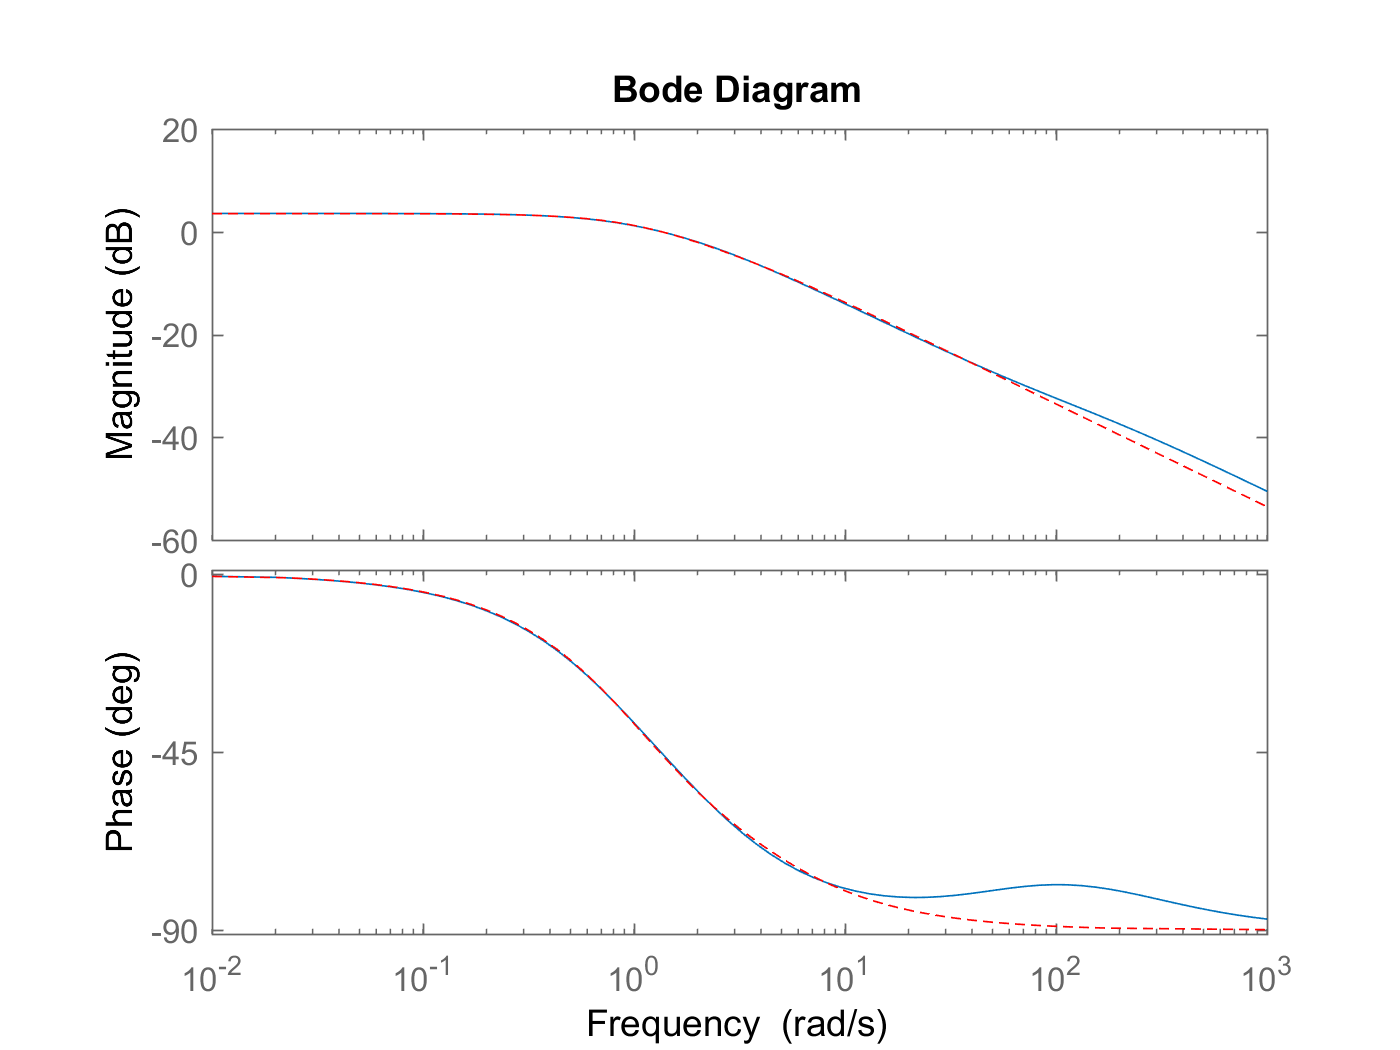 Bode Diagram
Magnitude (dB)
20
0
-20
-40
-60
Phase (deg)
0
-45
-90
10^-2 10^-1 10^0 10^1 10^2 10^3
Frequency (rad/s)